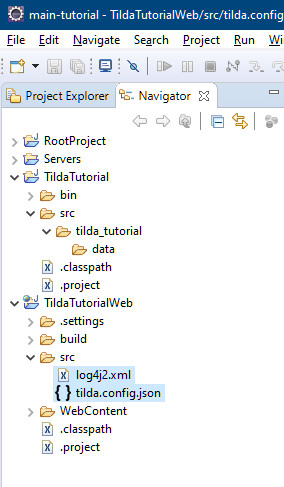 main-tutorial - TildaTutorialWeb/src/tilda.config
File Edit Navigate Search Project Run Win
Project Explorer Navigator
RootProject
Servers
TildaTutorial
bin
src
tilda_tutorial
data
.classpath
.project
TildaTutorialWeb
.settings
build
src
log4j2.xml
tilda.config.json
WebContent
.classpath
.project